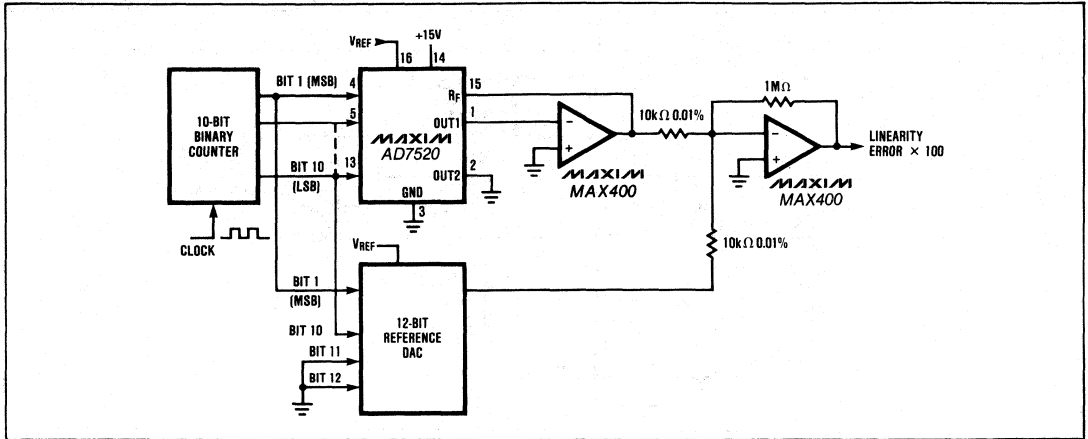 VREF
+15V
16
14
BIT 1 (MSB)
4
15
RF
1MΩ
5
OUT1
1
10kΩ 0.01%
10-BIT
BINARY
COUNTER
MAXIM
AD7520
−
+
−
+
LINEARITY
ERROR × 100
BIT 10
(LSB)
13
OUT2
2
MAXIM
MAX400
MAXIM
MAX400
GND
3
CLOCK
VREF
10kΩ 0.01%
BIT 1
(MSB)
12-BIT
REFERENCE
DAC
BIT 10
BIT 11
BIT 12